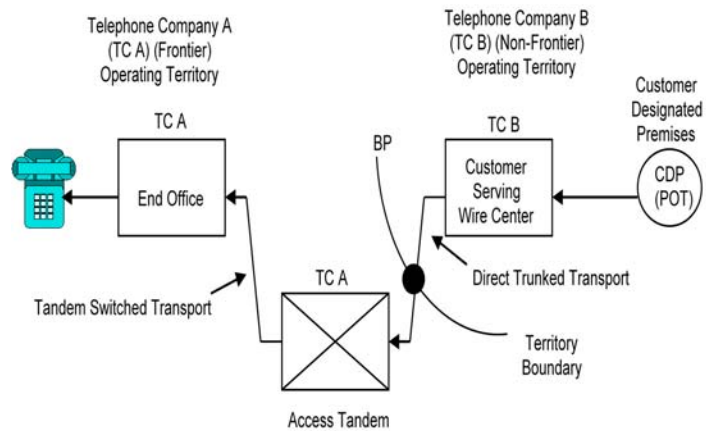 Telephone Company A
(TC A) (Frontier)
Operating Territory
Telephone Company B
(TC B) (Non-Frontier)
Operating Territory
Customer
Designated
Premises
TC A
BP
TC B
End Office
Customer
Serving
Wire Center
CDP
(POT)
Tandem Switched Transport
TC A
Direct Trunked Transport
Territory
Boundary
Access Tandem